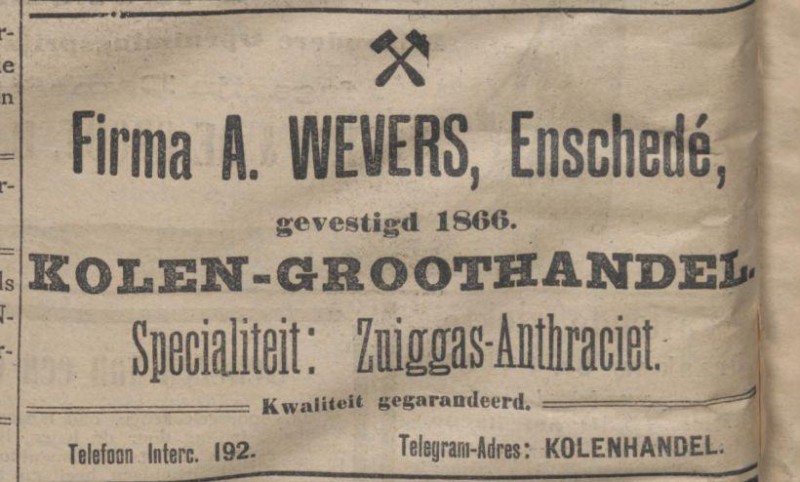 Firma A. WEVERS, Enschedé,
gevestigd 1866.
KOLEN-GROOTHANDEL.
Specialiteit: Zuiggas-Anthraciet.
Kwaliteit gegarandeerd.
Telefoon Interc. 192. Telegram-Adres: KOLENHANDEL.